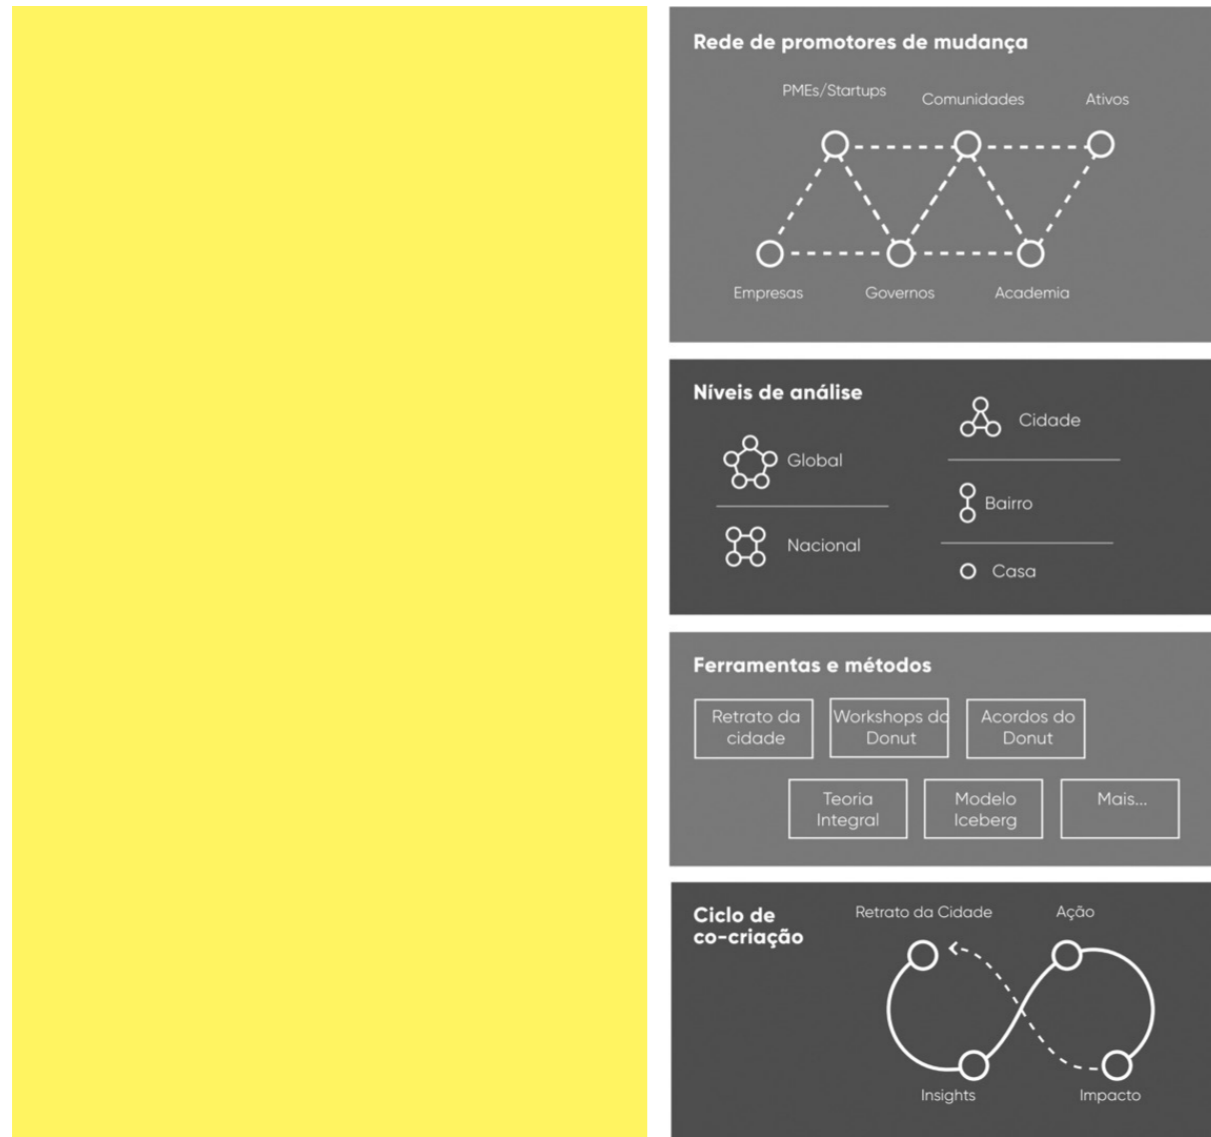 Rede de promotores de mudança
PMEs/Startups
Comunidades
Ativos
Empresas
Governos
Academia
Níveis de análise
Global
Nacional
Cidade
Bairro
Casa
Ferramentas e métodos
Retrato da
cidade
Workshops do
Donut
Acordos do
Donut
Teoria
Integral
Modelo
Iceberg
Mais...
Ciclo de
co-criação
Retrato da Cidade
Ação
Insights
Impacto